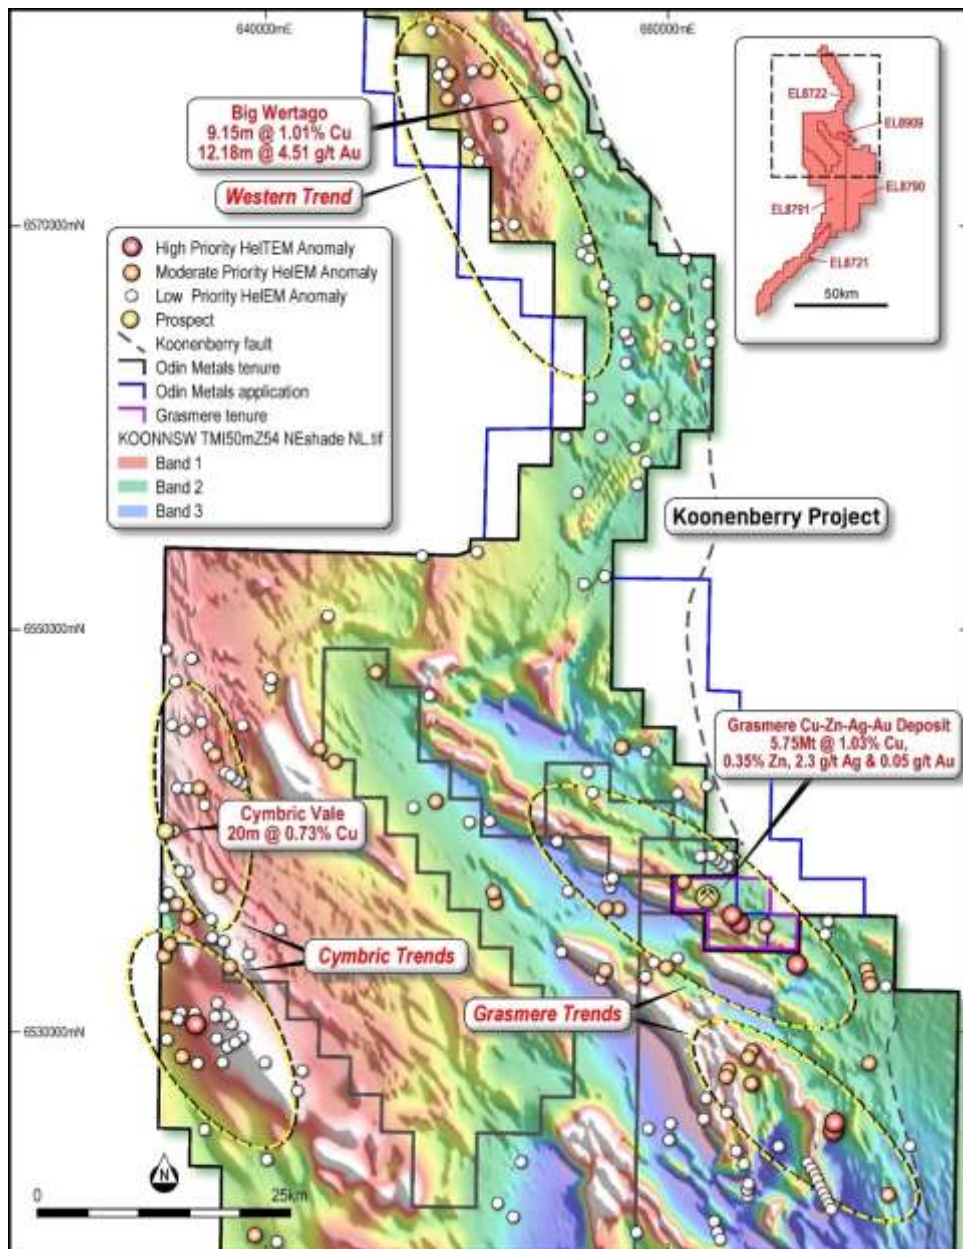 640000mE
660000mE
EL8722
EL8909
EL8790
EL8791
EL8721
50km
Big Wertago
9.15m @ 1.01% Cu
12.18m @ 4.51 g/t Au
Western Trend
6570000mN
High Priority HelTEM Anomaly
Moderate Priority HelEM Anomaly
Low Priority HelEM Anomaly
Prospect
Koonenberry fault
Odin Metals tenure
Odin Metals application
Grasmere tenure
KOONNSW TMI50mZ54 NEshade NL.tif
Band 1
Band 2
Band 3
Koonenberry Project
6550000mN
Grasmere Cu-Zn-Ag-Au Deposit
5.75Mt @ 1.03% Cu,
0.35% Zn, 2.3 g/t Ag & 0.05 g/t Au
Cymbric Vale
20m @ 0.73% Cu
Cymbric Trends
Grasmere Trends
6530000mN
N
0
25km